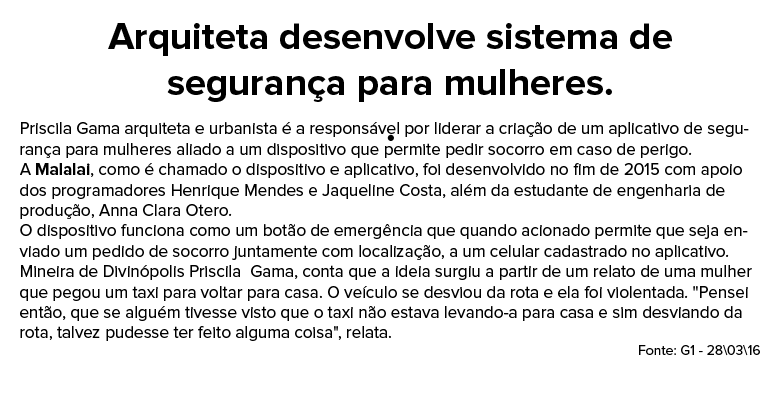 Arquiteta desenvolve sistema de
segurança para mulheres.
Priscila Gama arquiteta e urbanista é a responsável por liderar a criação de um aplicativo de segu-
rança para mulheres aliado a um dispositivo que permite pedir socorro em caso de perigo.
A Malalai, como é chamado o dispositivo e aplicativo, foi desenvolvido no fim de 2015 com apoio
dos programadores Henrique Mendes e Jaqueline Costa, além da estudante de engenharia de
produção, Anna Clara Otero.
O dispositivo funciona como um botão de emergência que quando acionado permite que seja en-
viado um pedido de socorro juntamente com localização, a um celular cadastrado no aplicativo.
Mineira de Divinópolis Priscila  Gama, conta que a ideia surgiu a partir de um relato de uma mulher
que pegou um taxi para voltar para casa. O veículo se desviou da rota e ela foi violentada. "Pensei
então, que se alguém tivesse visto que o taxi não estava levando-a para casa e sim desviando da
rota, talvez pudesse ter feito alguma coisa", relata.
Fonte: G1 - 28\03\16